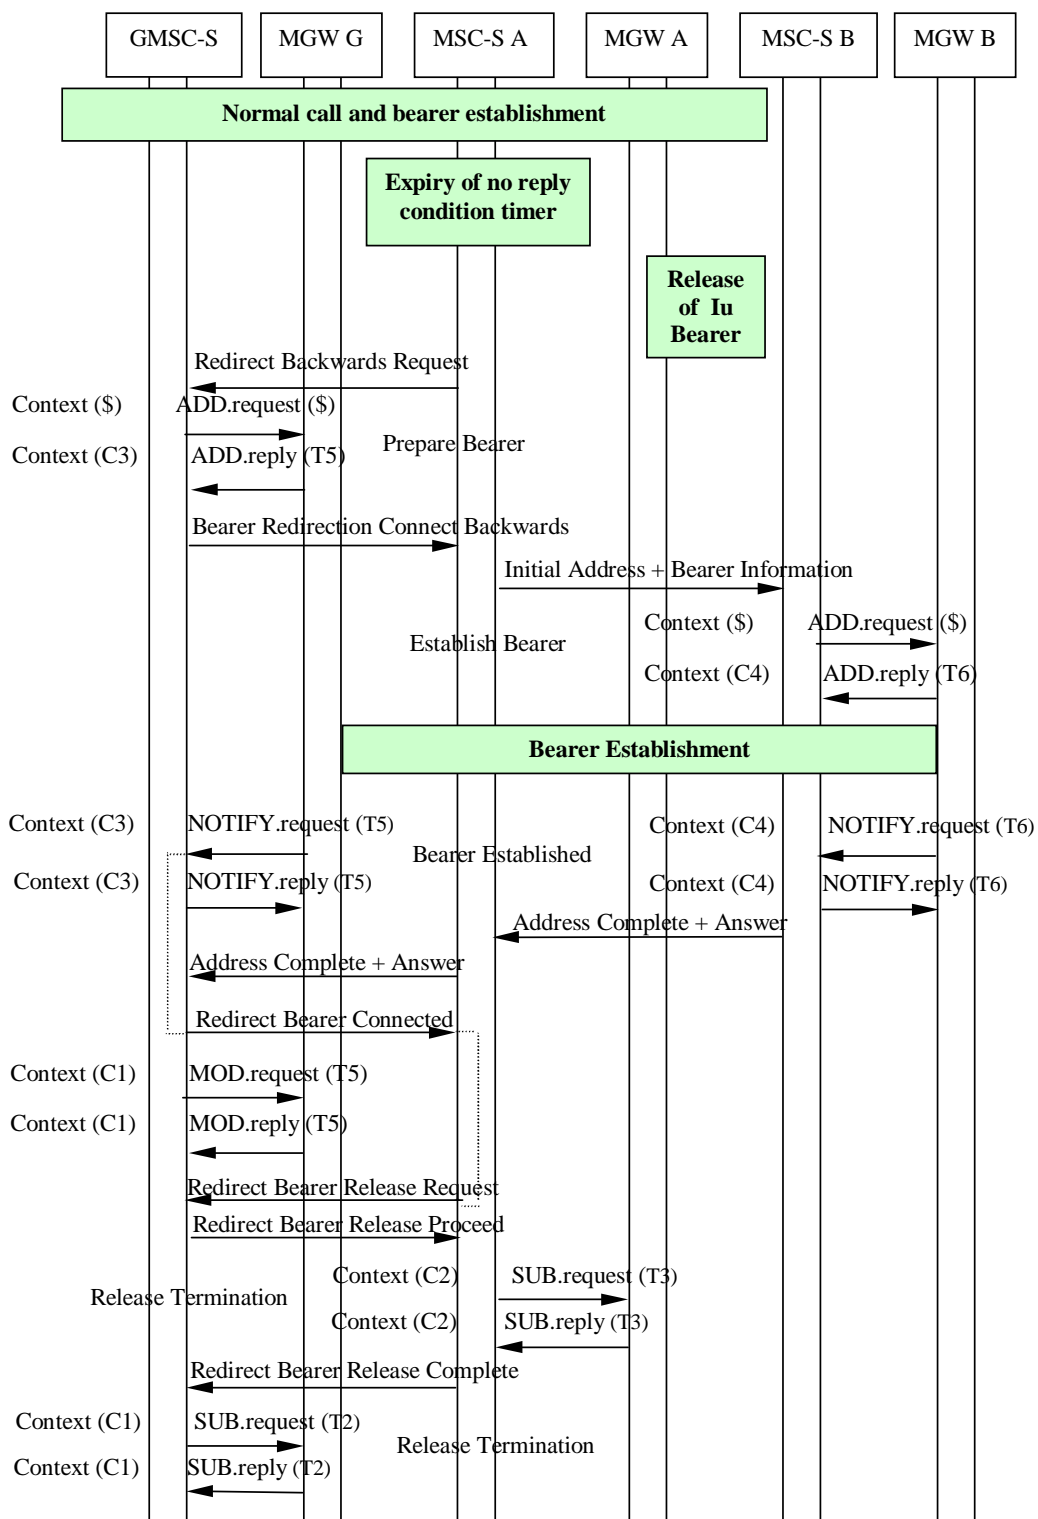 GMSC-S MGW G MSC-S A MGW A MSC-S B MGW B
Normal call and bearer establishment
Expiry of no reply
condition timer
Release
of Iu
Bearer
Redirect Backwards Request
Context ($) ADD.request ($)
Prepare Bearer
Context (C3) ADD.reply (T5)
Bearer Redirection Connect Backwards
Initial Address + Bearer Information
Context ($) ADD.request ($)
Establish Bearer
Context (C4) ADD.reply (T6)
Bearer Establishment
Context (C3) NOTIFY.request (T5) Context (C4) NOTIFY.request (T6)
Bearer Established
Context (C3) NOTIFY.reply (T5) Context (C4) NOTIFY.reply (T6)
Address Complete + Answer
Address Complete + Answer
Redirect Bearer Connected
Context (C1) MOD.request (T5)
Context (C1) MOD.reply (T5)
Redirect Bearer Release Request
Redirect Bearer Release Proceed
Context (C2) SUB.request (T3)
Release Termination
Context (C2) SUB.reply (T3)
Redirect Bearer Release Complete
Context (C1) SUB.request (T2)
Release Termination
Context (C1) SUB.reply (T2)